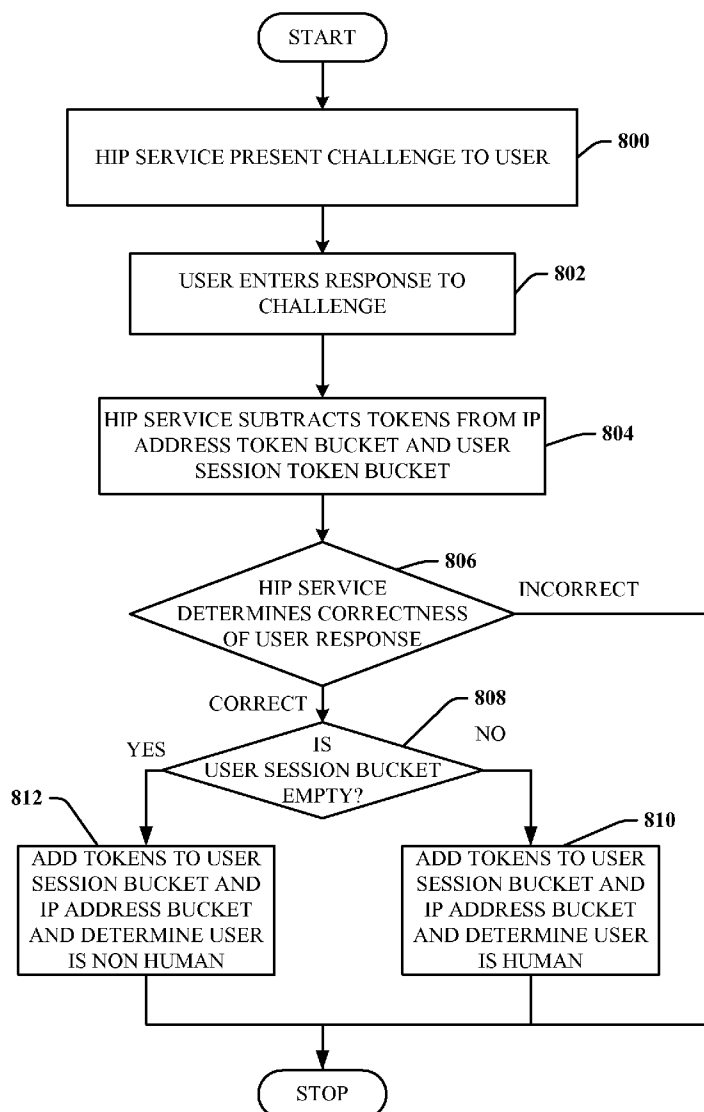 START
HIP SERVICE PRESENT CHALLENGE TO USER
800
USER ENTERS RESPONSE TO
CHALLENGE
802
HIP SERVICE SUBTRACTS TOKENS FROM IP
ADDRESS TOKEN BUCKET AND USER
SESSION TOKEN BUCKET
804
806
HIP SERVICE
DETERMINES CORRECTNESS
OF USER RESPONSE
INCORRECT
CORRECT
808
IS
USER SESSION BUCKET
EMPTY?
YES
NO
812
ADD TOKENS TO USER
SESSION BUCKET AND
IP ADDRESS BUCKET
AND DETERMINE USER
IS NON HUMAN
810
ADD TOKENS TO USER
SESSION BUCKET AND
IP ADDRESS BUCKET
AND DETERMINE USER
IS HUMAN
STOP